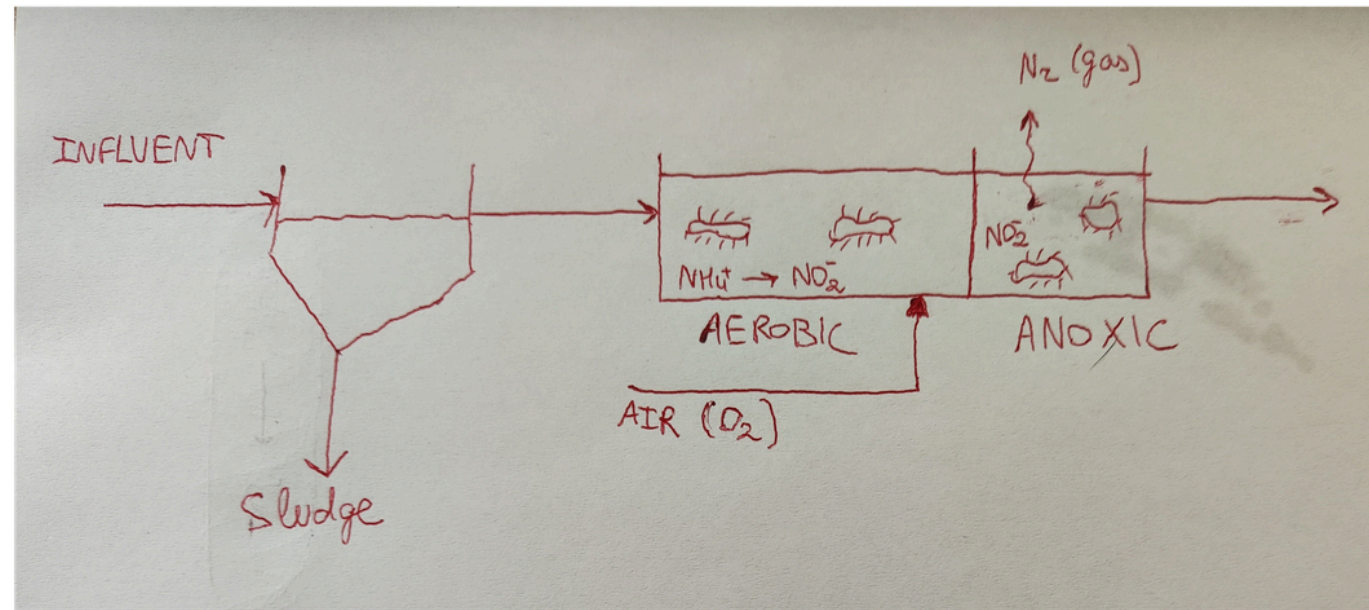 INFLUENT
Sludge
NH₄⁺ → NO₂⁻
AEROBIC
AIR (O₂)
N₂ (gas)
NO₂⁻
ANOXIC